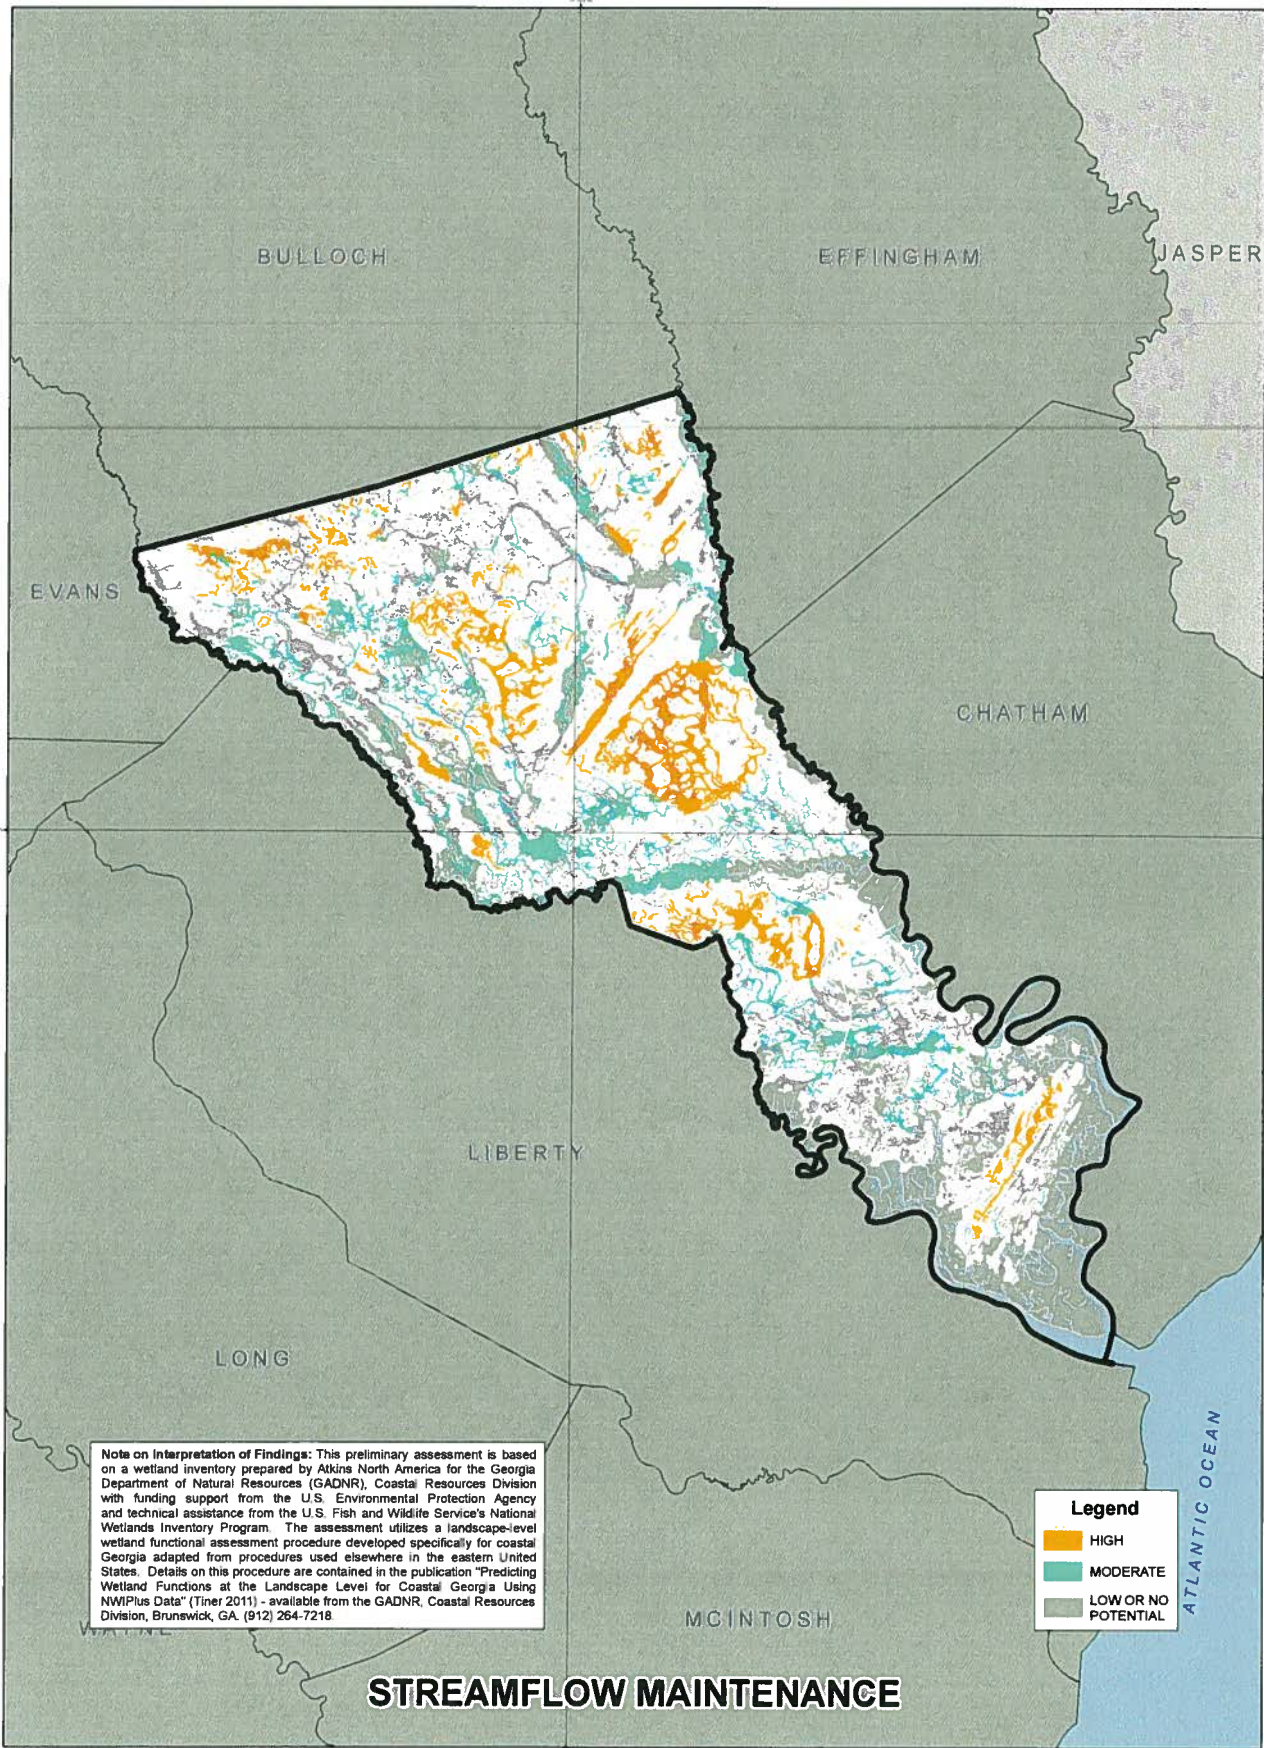 BULLOCH
EFFINGHAM
JASPER
EVANS
CHATHAM
LIBERTY
LONG
ATLANTIC OCEAN
Note on Interpretation of Findings: This preliminary assessment is based
on a wetland inventory prepared by Atkins North America for the Georgia
Department of Natural Resources (GADNR), Coastal Resources Division
with funding support from the U.S. Environmental Protection Agency
and technical assistance from the U.S. Fish and Wildlife Service's National
Wetlands Inventory Program. The assessment utilizes a landscape-level
wetland functional assessment procedure developed specifically for coastal
Georgia adapted from procedures used elsewhere in the eastern United
States. Details on this procedure are contained in the publication "Predicting
Wetland Functions at the Landscape Level for Coastal Georgia Using
NWIPlus Data" (Tiner 2011) - available from the GADNR, Coastal Resources
Division, Brunswick, GA. (912) 264-7218.
Legend
HIGH
MODERATE
LOW OR NO
POTENTIAL
WAYNE
MCINTOSH
STREAMFLOW MAINTENANCE